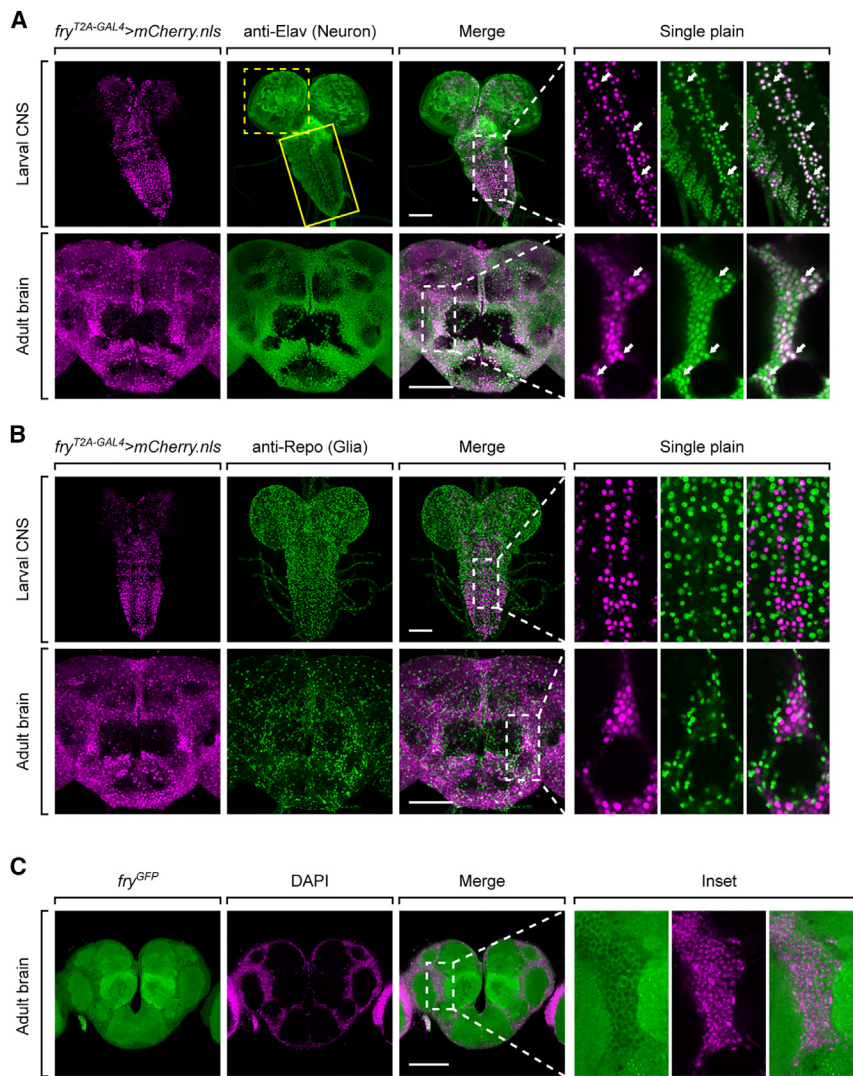 A
fry^T2A-GAL4>mCherry.nls
anti-Elav (Neuron)
Merge
Single plain
Larval CNS
Adult brain
B
fry^T2A-GAL4>mCherry.nls
anti-Repo (Glia)
Merge
Single plain
Larval CNS
Adult brain
C
fry^GFP
DAPI
Merge
Inset
Adult brain